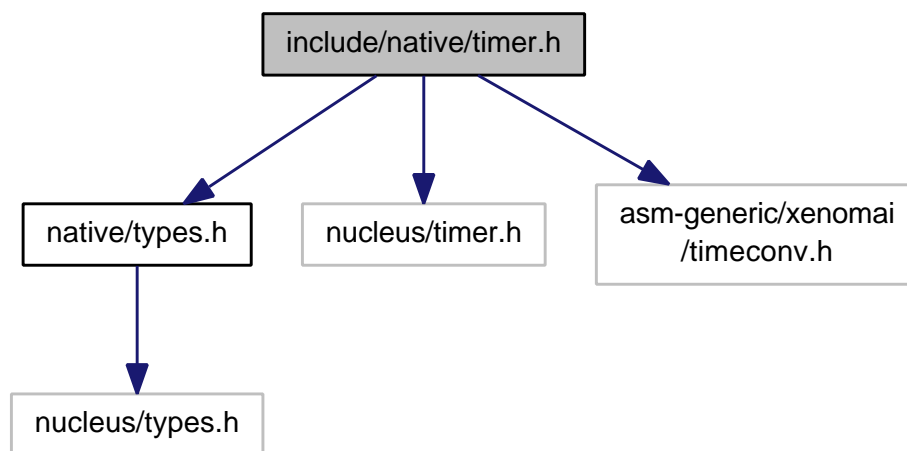 include/native/timer.h
native/types.h
nucleus/timer.h
asm-generic/xenomai
/timeconv.h
nucleus/types.h